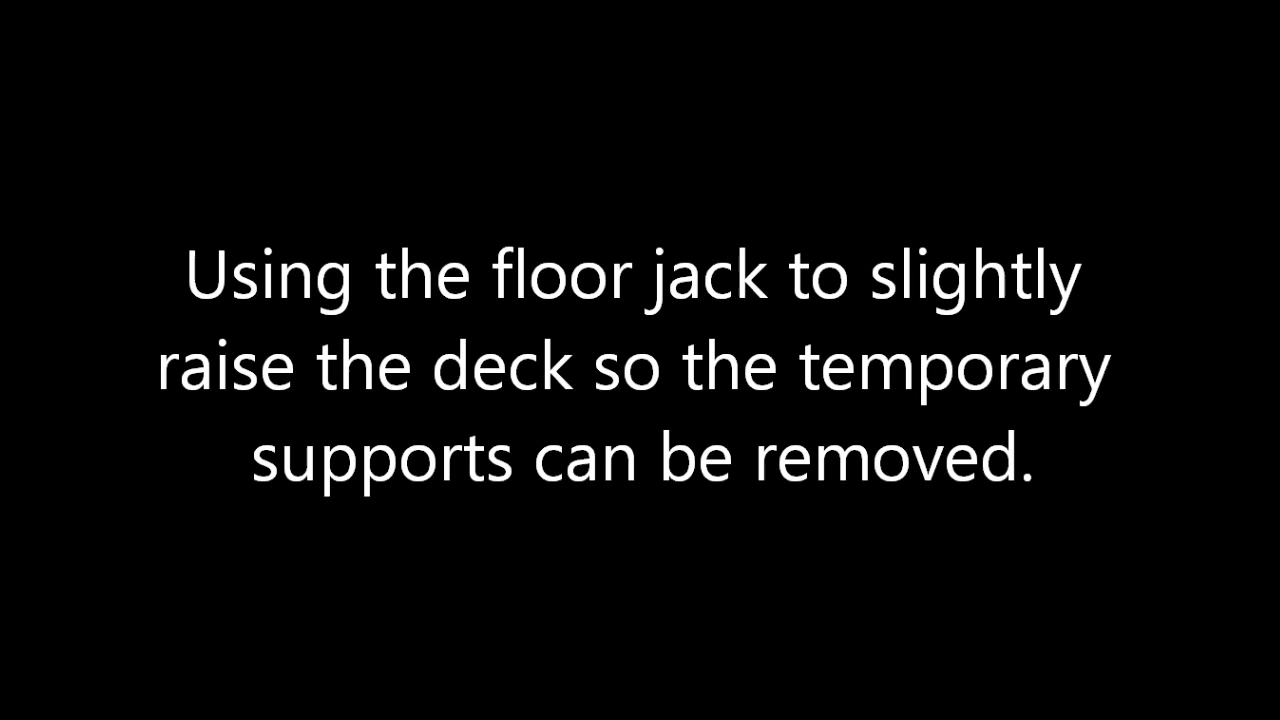 Using the floor jack to slightly
raise the deck so the temporary
supports can be removed.